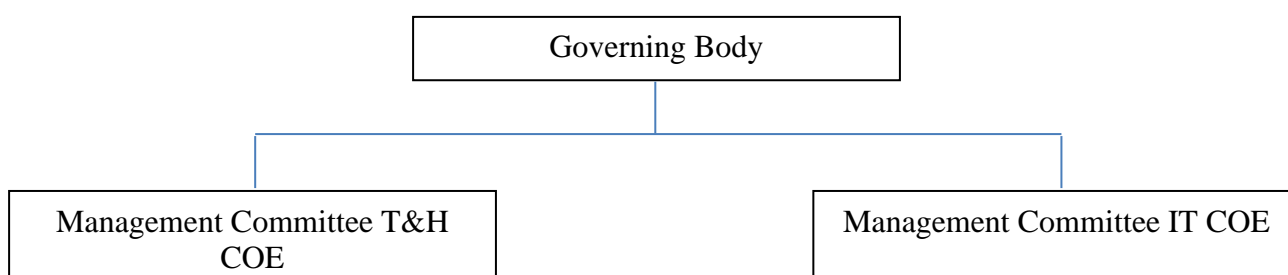 Governing Body
Management Committee T&H
COE
Management Committee IT COE